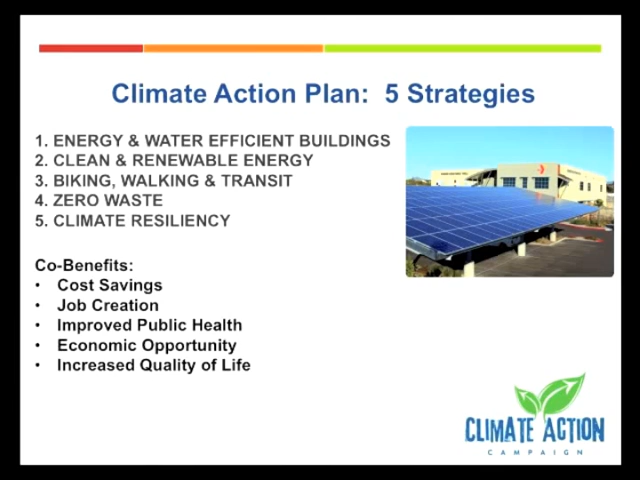 Climate Action Plan: 5 Strategies
1. ENERGY & WATER EFFICIENT BUILDINGS
2. CLEAN & RENEWABLE ENERGY
3. BIKING, WALKING & TRANSIT
4. ZERO WASTE
5. CLIMATE RESILIENCY
Co-Benefits:
• Cost Savings
• Job Creation
• Improved Public Health
• Economic Opportunity
• Increased Quality of Life
CLIMATE ACTION
CAMPAIGN